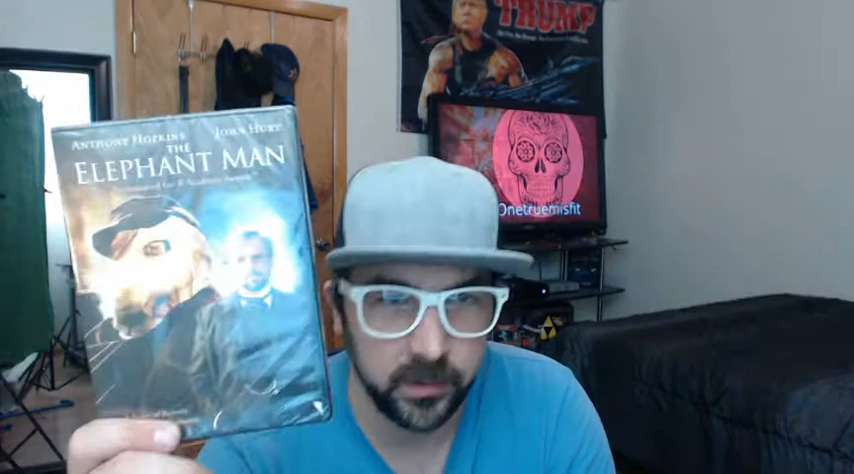 ANTHONY HOPKINS JOHN HURT
THE
ELEPHANT MAN
TRUMP
Onetruemisfit